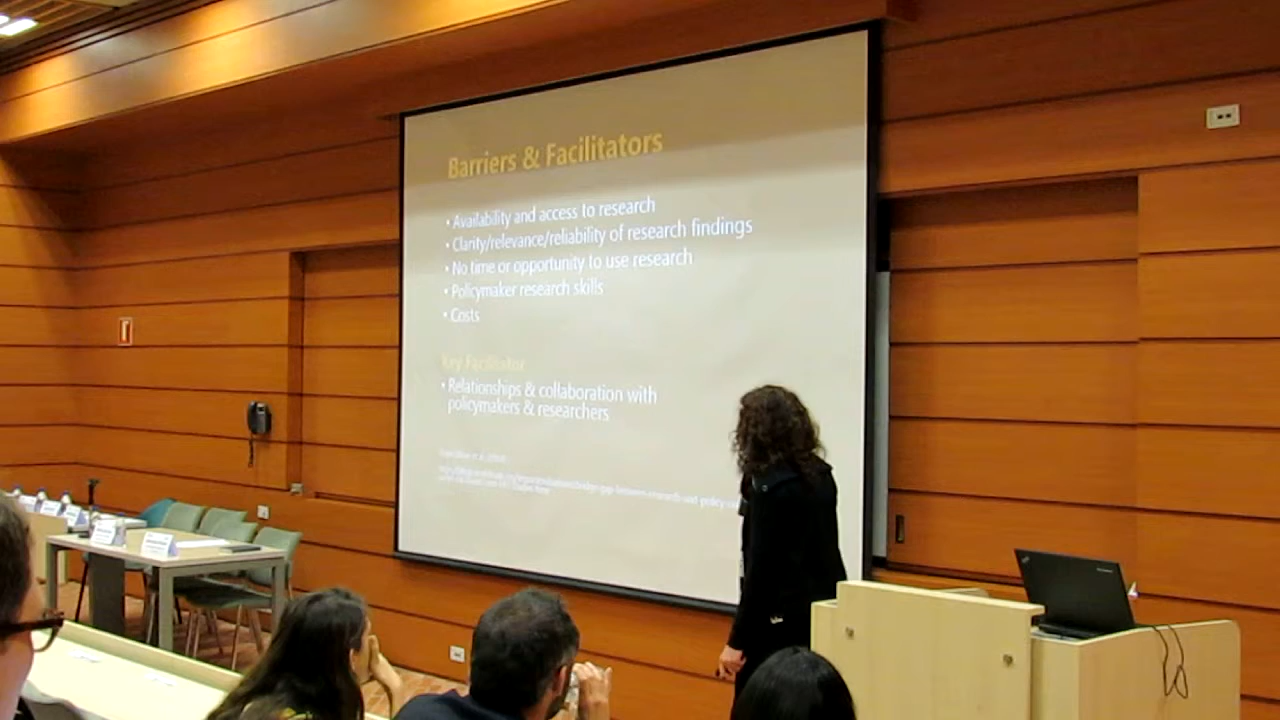 Barriers & Facilitators
• Availability and access to research
• Clarity/relevance/reliability of research findings
• No time or opportunity to use research
• Policymaker research skills
• Costs
Key Facilitator
• Relationships & collaboration with
policymakers & researchers